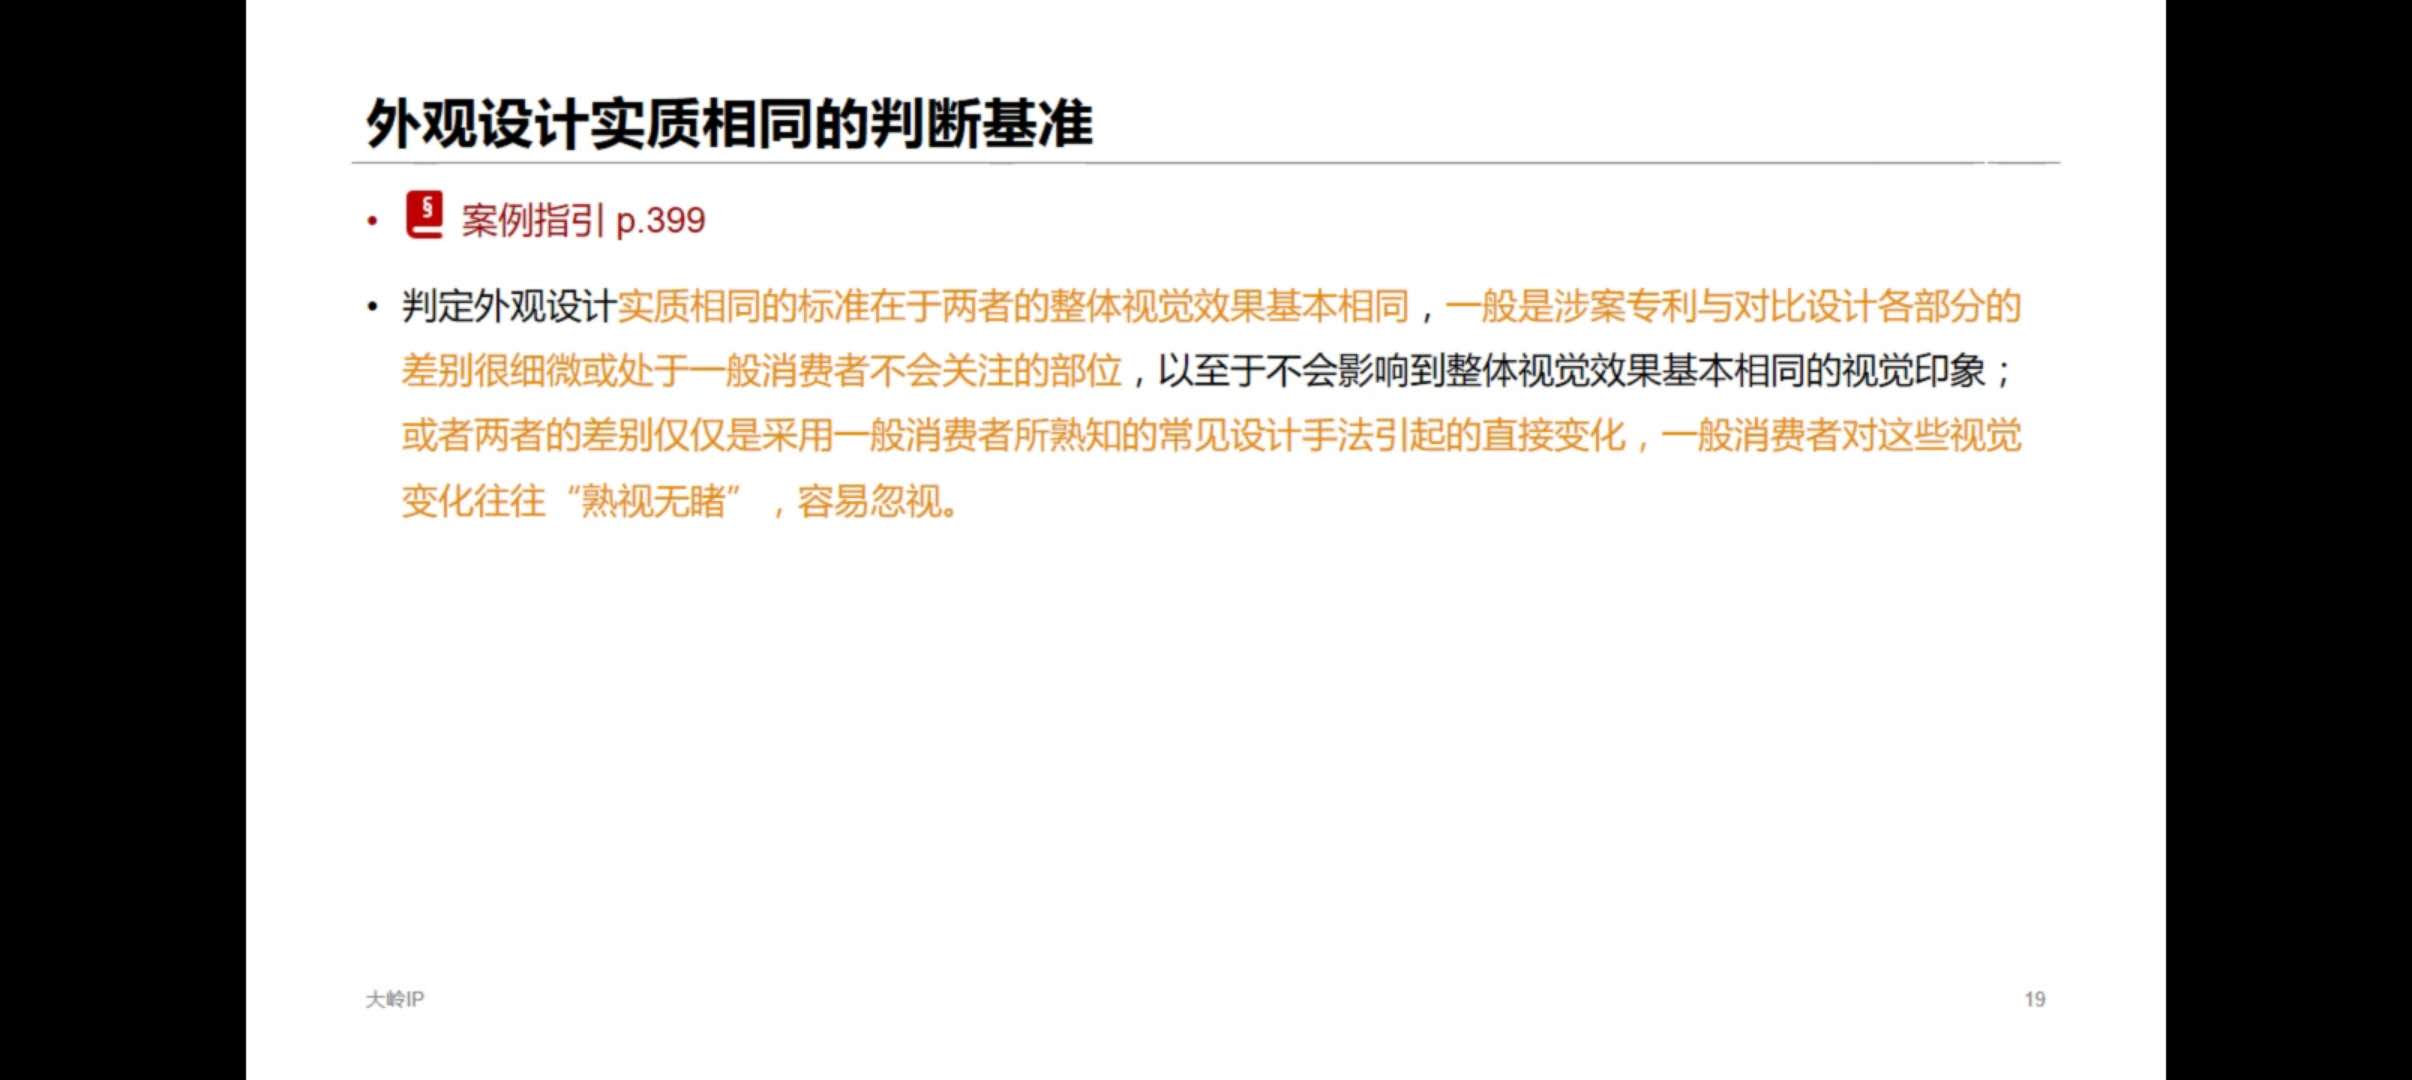 外观设计实质相同的判断基准
• § 案例指引 p.399
• 判定外观设计实质相同的标准在于两者的整体视觉效果基本相同，一般是涉案专利与对比设计各部分的
差别很细微或处于一般消费者不会关注的部位，以至于不会影响到整体视觉效果基本相同的视觉印象；
或者两者的差别仅仅是采用一般消费者所熟知的常见设计手法引起的直接变化，一般消费者对这些视觉
变化往往“熟视无睹”，容易忽视。
大岭IP
19